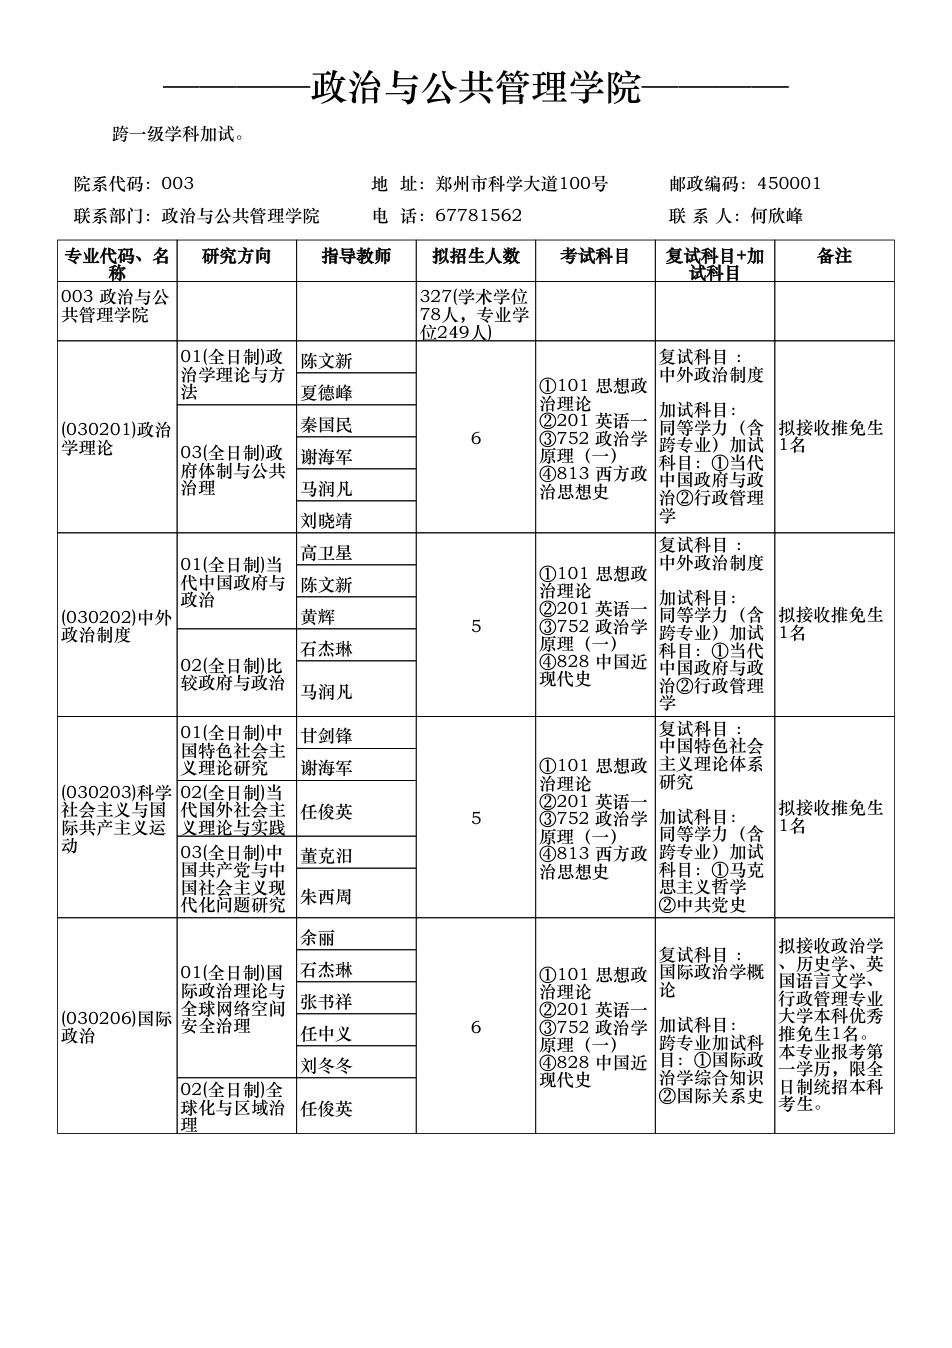 ————政治与公共管理学院————
跨一级学科加试。
院系代码：003 地 址：郑州市科学大道100号 邮政编码：450001
联系部门：政治与公共管理学院 电 话：67781562 联 系 人：何欣峰
专业代码、名
称
研究方向
指导教师
拟招生人数
考试科目
复试科目+加
试科目
备注
003 政治与公
共管理学院
327(学术学位
78人，专业学
位249人)
(030201)政治
学理论
01(全日制)政
治学理论与方
法
陈文新
夏德峰
03(全日制)政
府体制与公共
治理
秦国民
谢海军
马润凡
刘晓靖
6
①101 思想政
治理论
②201 英语一
③752 政治学
原理（一）
④813 西方政
治思想史
复试科目：
中外政治制度
加试科目：
同等学力（含
跨专业）加试
科目：①当代
中国政府与政
治②行政管理
学
拟接收推免生
1名
(030202)中外
政治制度
01(全日制)当
代中国政府与
政治
高卫星
陈文新
黄辉
02(全日制)比
较政府与政治
石杰琳
马润凡
5
①101 思想政
治理论
②201 英语一
③752 政治学
原理（一）
④828 中国近
现代史
复试科目：
中外政治制度
加试科目：
同等学力（含
跨专业）加试
科目：①当代
中国政府与政
治②行政管理
学
拟接收推免生
1名
(030203)科学
社会主义与国
际共产主义运
动
01(全日制)中
国特色社会主
义理论研究
甘剑锋
谢海军
02(全日制)当
代国外社会主
义理论与实践
任俊英
03(全日制)中
国共产党与中
国社会主义现
代化问题研究
董克汨
朱西周
5
①101 思想政
治理论
②201 英语一
③752 政治学
原理（一）
④813 西方政
治思想史
复试科目：
中国特色社会
主义理论体系
研究
加试科目：
同等学力（含
跨专业）加试
科目：①马克
思主义哲学
②中共党史
拟接收推免生
1名
(030206)国际
政治
01(全日制)国
际政治理论与
全球网络空间
安全治理
余丽
石杰琳
张书祥
任中义
刘冬冬
02(全日制)全
球化与区域治
理
任俊英
6
①101 思想政
治理论
②201 英语一
③752 政治学
原理（一）
④828 中国近
现代史
复试科目：
国际政治学概
论
加试科目：
跨专业加试科
目：①国际政
治学综合知识
②国际关系史
拟接收政治学
、历史学、英
国语言文学、
行政管理专业
大学本科优秀
推免生1名。
本专业报考第
一学历，限全
日制统招本科
考生。